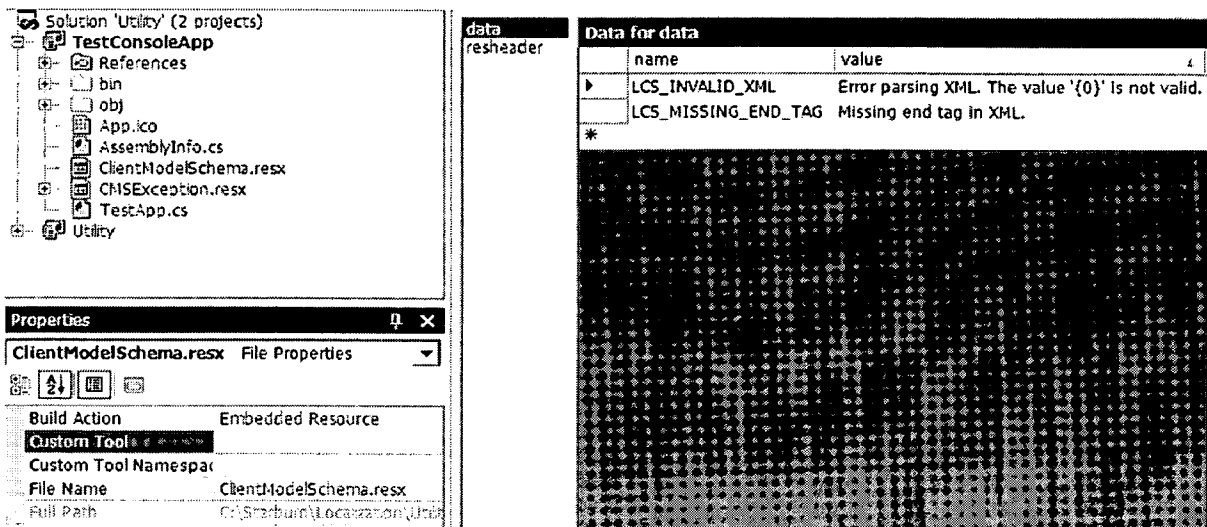 Solution 'Utility' (2 projects)
TestConsoleApp
References
bin
obj
App.ico
AssemblyInfo.cs
ClientModelSchema.resx
CMSException.resx
TestApp.cs
Utility
Properties
ClientModelSchema.resx File Properties
Build Action Embedded Resource
Custom Tool
Custom Tool Namespac
File Name ClientModelSchema.resx
Full Path C:\Starburn\Localization\Utilit
data
resheader
Data for data
name value
LCS_INVALID_XML Error parsing XML. The value '{0}' is not valid.
LCS_MISSING_END_TAG Missing end tag in XML.